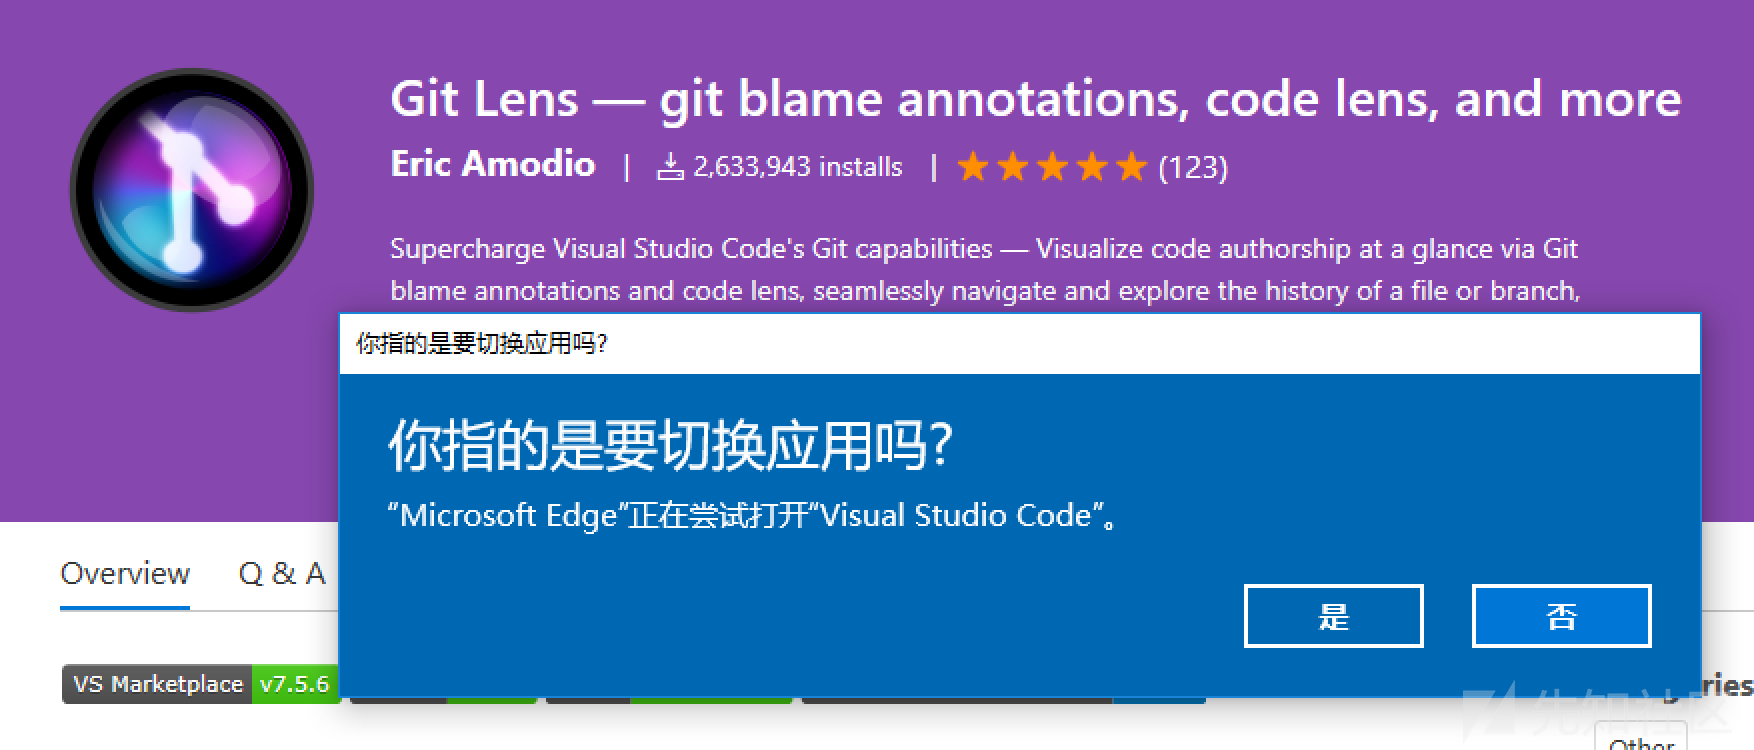 Git Lens — git blame annotations, code lens, and more
Eric Amodio | 2,633,943 installs | (123)
Supercharge Visual Studio Code's Git capabilities — Visualize code authorship at a glance via Git
blame annotations and code lens, seamlessly navigate and explore the history of a file or branch,
你指的是要切换应用吗?
你指的是要切换应用吗?
“Microsoft Edge”正在尝试打开“Visual Studio Code”。
是 否
Overview Q & A
VS Marketplace v7.5.6
ries
先知社区
Other